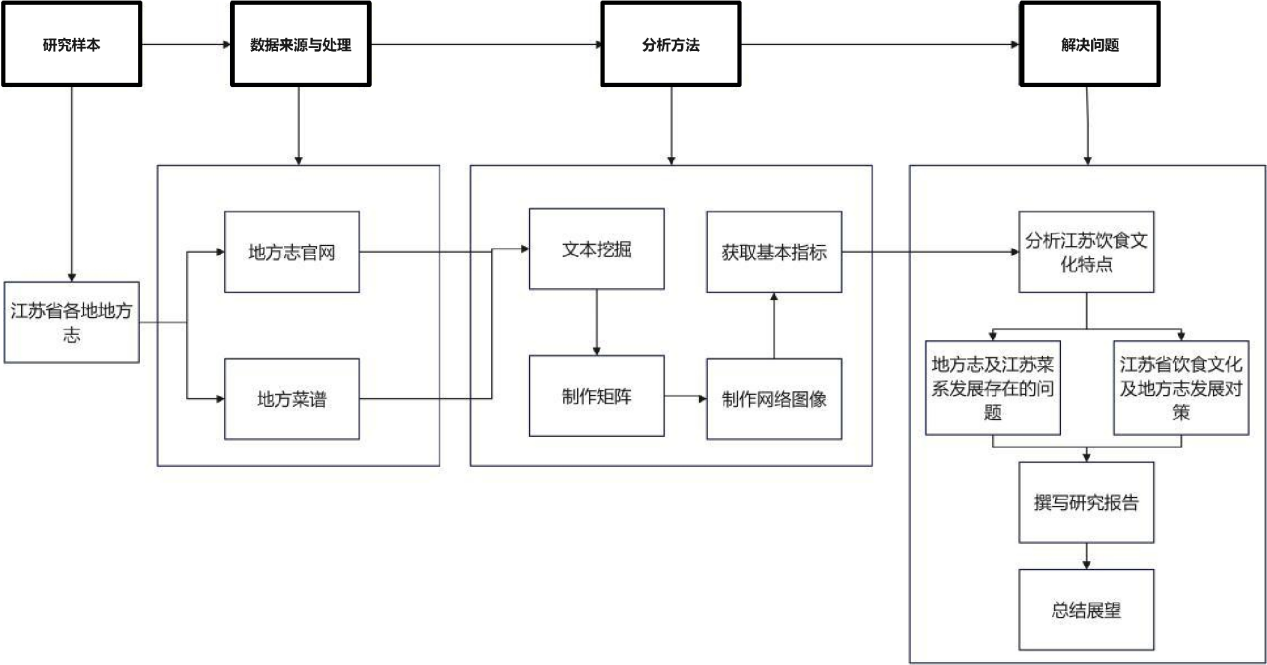 研究样本
数据来源与处理
分析方法
解决问题
江苏省各地地方
志
地方志官网
地方菜谱
文本挖掘
制作矩阵
获取基本指标
制作网络图像
分析江苏饮食文
化特点
地方志及江苏菜
系发展存在的问
题
江苏省饮食文化
及地方志发展对
策
撰写研究报告
总结展望